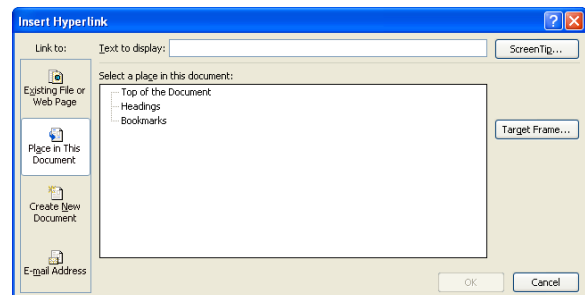 Insert Hyperlink
Link to:
Text to display:
ScreenTip...
Existing File or
Web Page
Place in This
Document
Create New
Document
E-mail Address
Select a place in this document:
Top of the Document
Headings
Bookmarks
Target Frame...
OK
Cancel